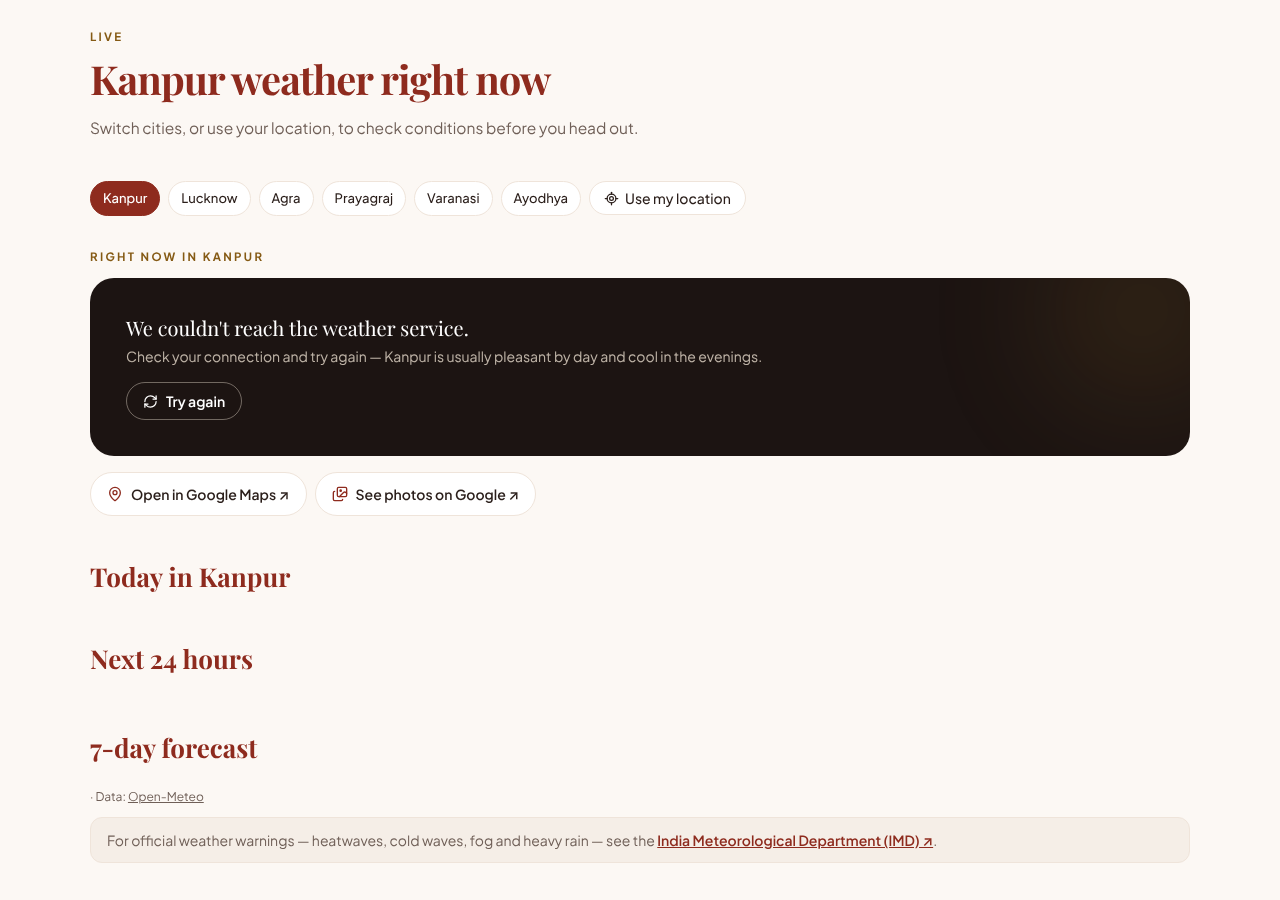 LIVE
Kanpur weather right now
Switch cities, or use your location, to check conditions before you head out.
Kanpur Lucknow Agra Prayagraj Varanasi Ayodhya Use my location
RIGHT NOW IN KANPUR
We couldn't reach the weather service.
Check your connection and try again — Kanpur is usually pleasant by day and cool in the evenings.
Try again
Open in Google Maps ↗ See photos on Google ↗
Today in Kanpur
Next 24 hours
7-day forecast
· Data: Open-Meteo
For official weather warnings — heatwaves, cold waves, fog and heavy rain — see the India Meteorological Department (IMD) ↗.